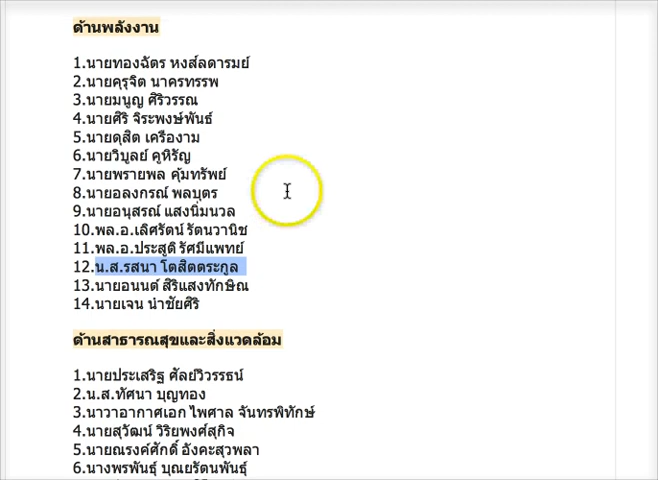 ด้านพลังงาน
1.นายทองฉัตร หงส์ลดารมย์
2.นายคุรุจิต นาครทรรพ
3.นายมนูญ ศิริวรรณ
4.นายศิริ จิระพงษ์พันธ์
5.นายดุสิต เครืองาม
6.นายวิบูลย์ คูหิรัญ
7.นายพรายพล คุ้มทรัพย์
8.นายอลงกรณ์ พลบุตร
9.นายอนุสรณ์ แสงนิ่มนวล
10.พล.อ.เลิศรัตน์ รัตนวานิช
11.พล.อ.ประสูติ รัศมีแพทย์
12.น.ส.รสนา โตสิตตระกูล
13.นายอนนต์ สิริแสงทักษิณ
14.นายเจน นำชัยศิริ
ด้านสาธารณสุขและสิ่งแวดล้อม
1.นายประเสริฐ ศัลย์วิวรรธน์
2.น.ส.ทัศนา บุญทอง
3.นาวาอากาศเอก ไพศาล จันทรพิทักษ์
4.นายสุวัฒน์ วิริยพงศ์สุกิจ
5.นายณรงค์ศักดิ์ อังคะสุวพลา
6.นางพรพันธุ์ บุณยรัตนพันธุ์